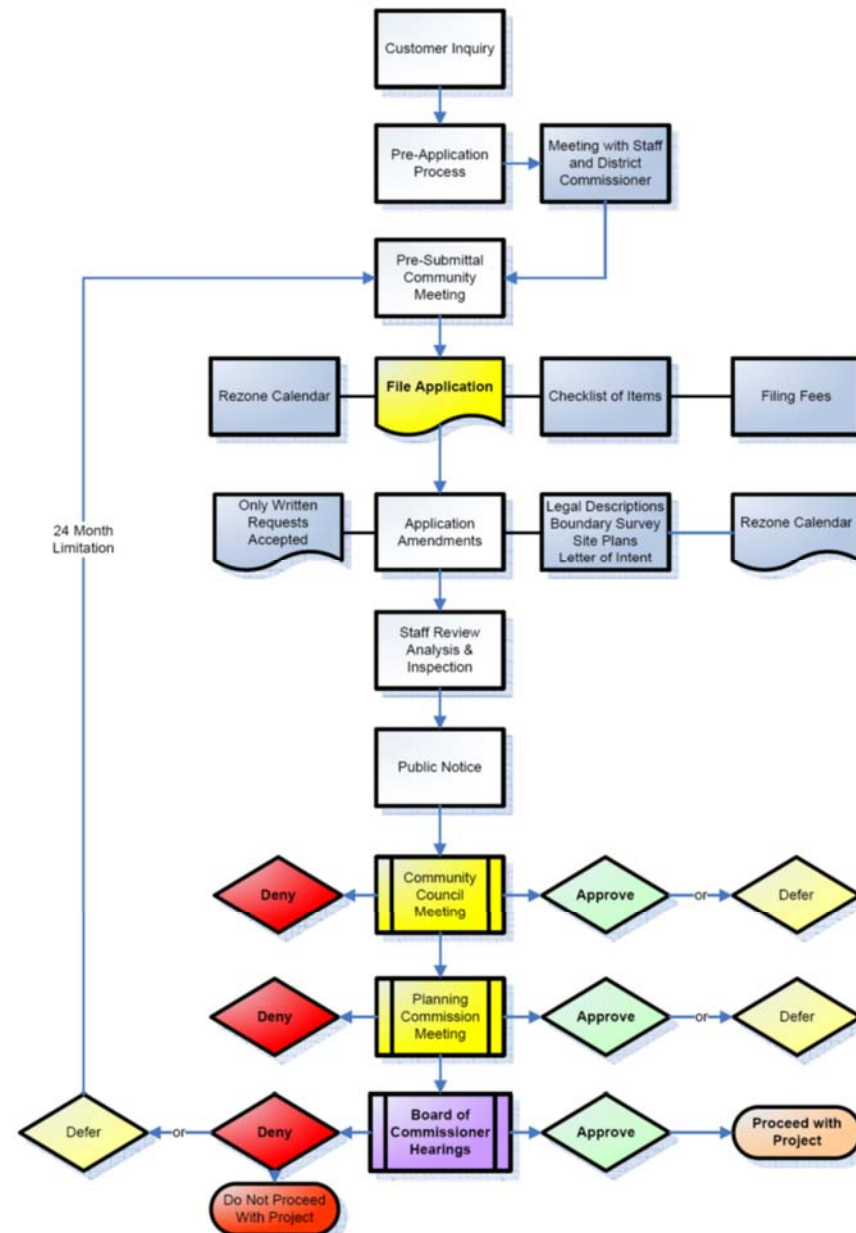 Customer Inquiry
Pre-Application
Process
Meeting with Staff
and District
Commissioner
Pre-Submittal
Community
Meeting
Rezone Calendar
File Application
Checklist of Items
Filing Fees
24 Month
Limitation
Only Written
Requests
Accepted
Application
Amendments
Legal Descriptions
Boundary Survey
Site Plans
Letter of Intent
Rezone Calendar
Staff Review
Analysis &
Inspection
Public Notice
Deny
Community
Council
Meeting
Approve
or
Defer
Deny
Planning
Commission
Meeting
Approve
or
Defer
Defer
or
Deny
Board of
Commissioner
Hearings
Approve
Proceed with
Project
Do Not Proceed
With Project